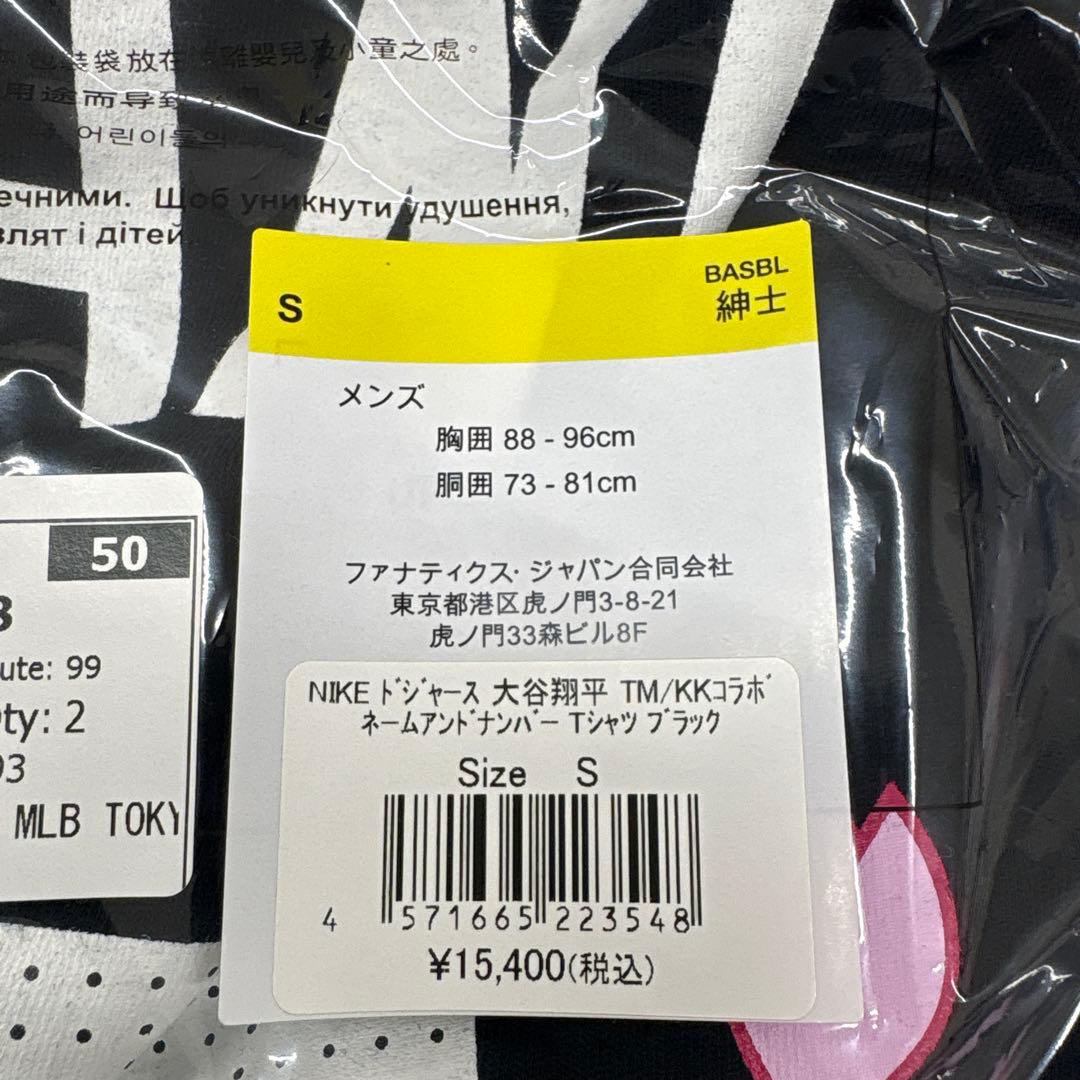 包裝袋放在
嬰兒及小童之處。
用途而导致
어린이들의
ечними. Щоб уникнути удушення,
влят і дітей
S
BASBL
紳士
メンズ
胸囲 88 - 96cm
胴囲 73 - 81cm
ファナティクス・ジャパン合同会社
東京都港区虎ノ門3-8-21
虎ノ門33森ビル8F
NIKE ﾄﾞｼﾞｬｰｽ 大谷翔平 TM/KKｺﾗﾎﾞ
ﾈｰﾑｱﾝﾄﾞﾅﾝﾊﾞｰ Tｼｬﾂ ﾌﾞﾗｯｸ
Size S
4 571665 223548
¥15,400(税込)
50
ute: 99
ty: 2
93
MLB TOKY